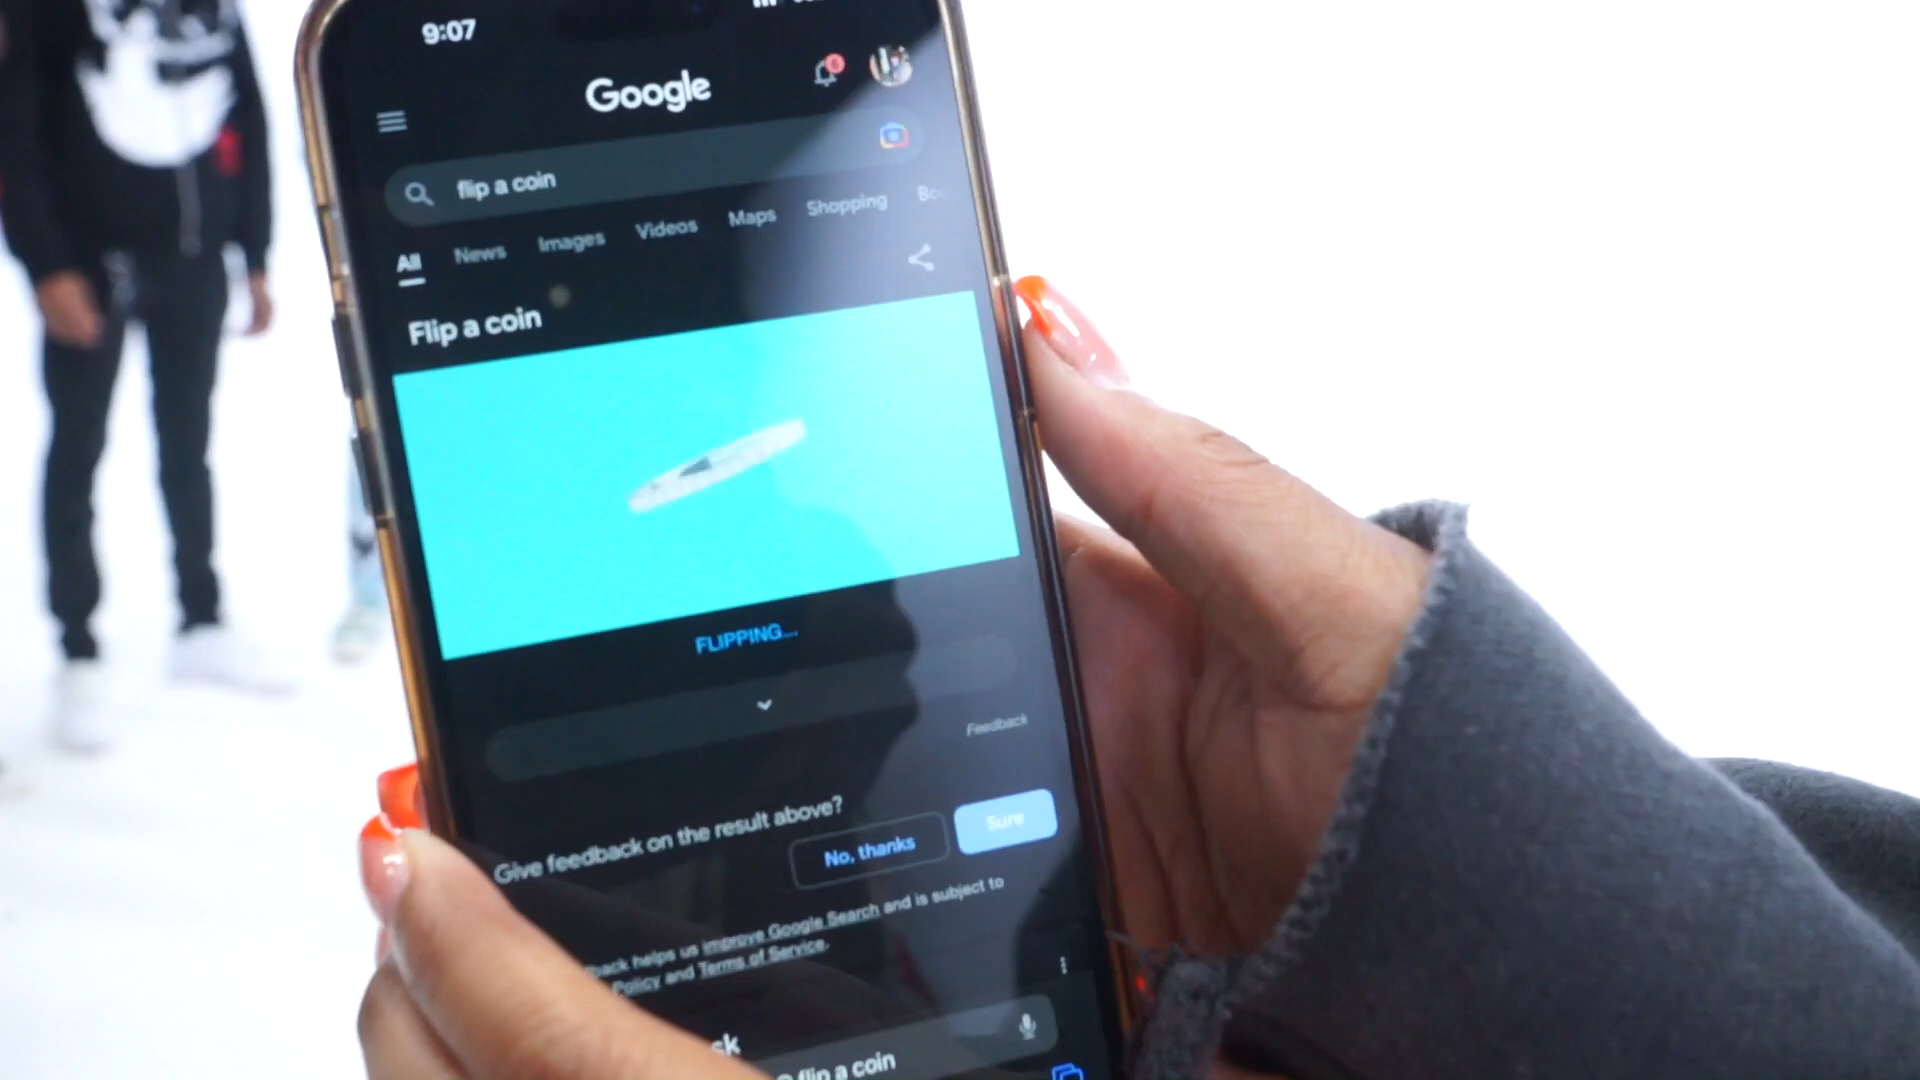 9:07
Google
6
flip a coin
All News Images Videos Maps Shopping
Flip a coin
FLIPPING...
Feedback
Give feedback on the result above?
No, thanks
Sure
helps us improve Google Search and is subject to
Policy and Terms of Service.
flip a coin